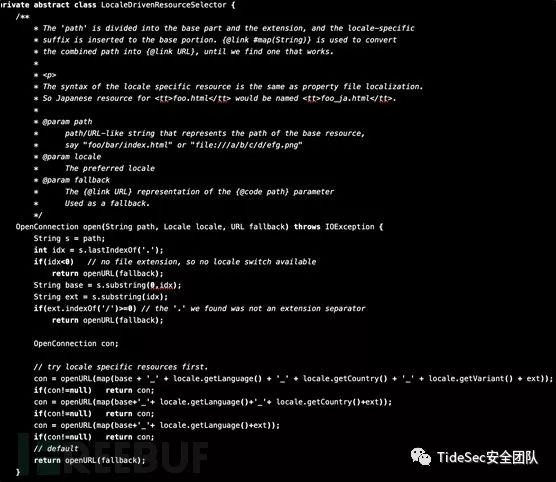 private abstract class LocaleDrivenResourceSelector {
/**
* The 'path' is divided into the base part and the extension, and the locale-specific
* suffix is inserted to the base portion. {@link #map(String)} is used to convert
* the combined path into {@link URL}, until we find one that works.
*
* <p>
* The syntax of the locale specific resource is the same as property file localization.
* So Japanese resource for <tt>foo.html</tt> would be named <tt>foo_ja.html</tt>.
*
* @param path
* path/URL-like string that represents the path of the base resource,
* say "foo/bar/index.html" or "file:///a/b/c/d/efg.png"
* @param locale
* The preferred locale
* @param fallback
* The {@link URL} representation of the {@code path} parameter
* Used as a fallback.
*/
OpenConnection open(String path, Locale locale, URL fallback) throws IOException {
String s = path;
int idx = s.lastIndexOf('.');
if(idx<0) // no file extension, so no locale switch available
return openURL(fallback);
String base = s.substring(0,idx);
String ext = s.substring(idx);
if(ext.indexOf('/')>=0) // the '.' we found was not an extension separator
return openURL(fallback);
OpenConnection con;
// try locale specific resources first.
con = openURL(map(base + '_' + locale.getLanguage() + '_' + locale.getCountry() + '_' + locale.getVariant() + ext));
if(con!=null) return con;
con = openURL(map(base+'_'+ locale.getLanguage()+'_'+ locale.getCountry()+ext));
if(con!=null) return con;
con = openURL(map(base+'_'+ locale.getLanguage()+ext));
if(con!=null) return con;
// default
return openURL(fallback);
}
REEBUF
TideSec安全团队